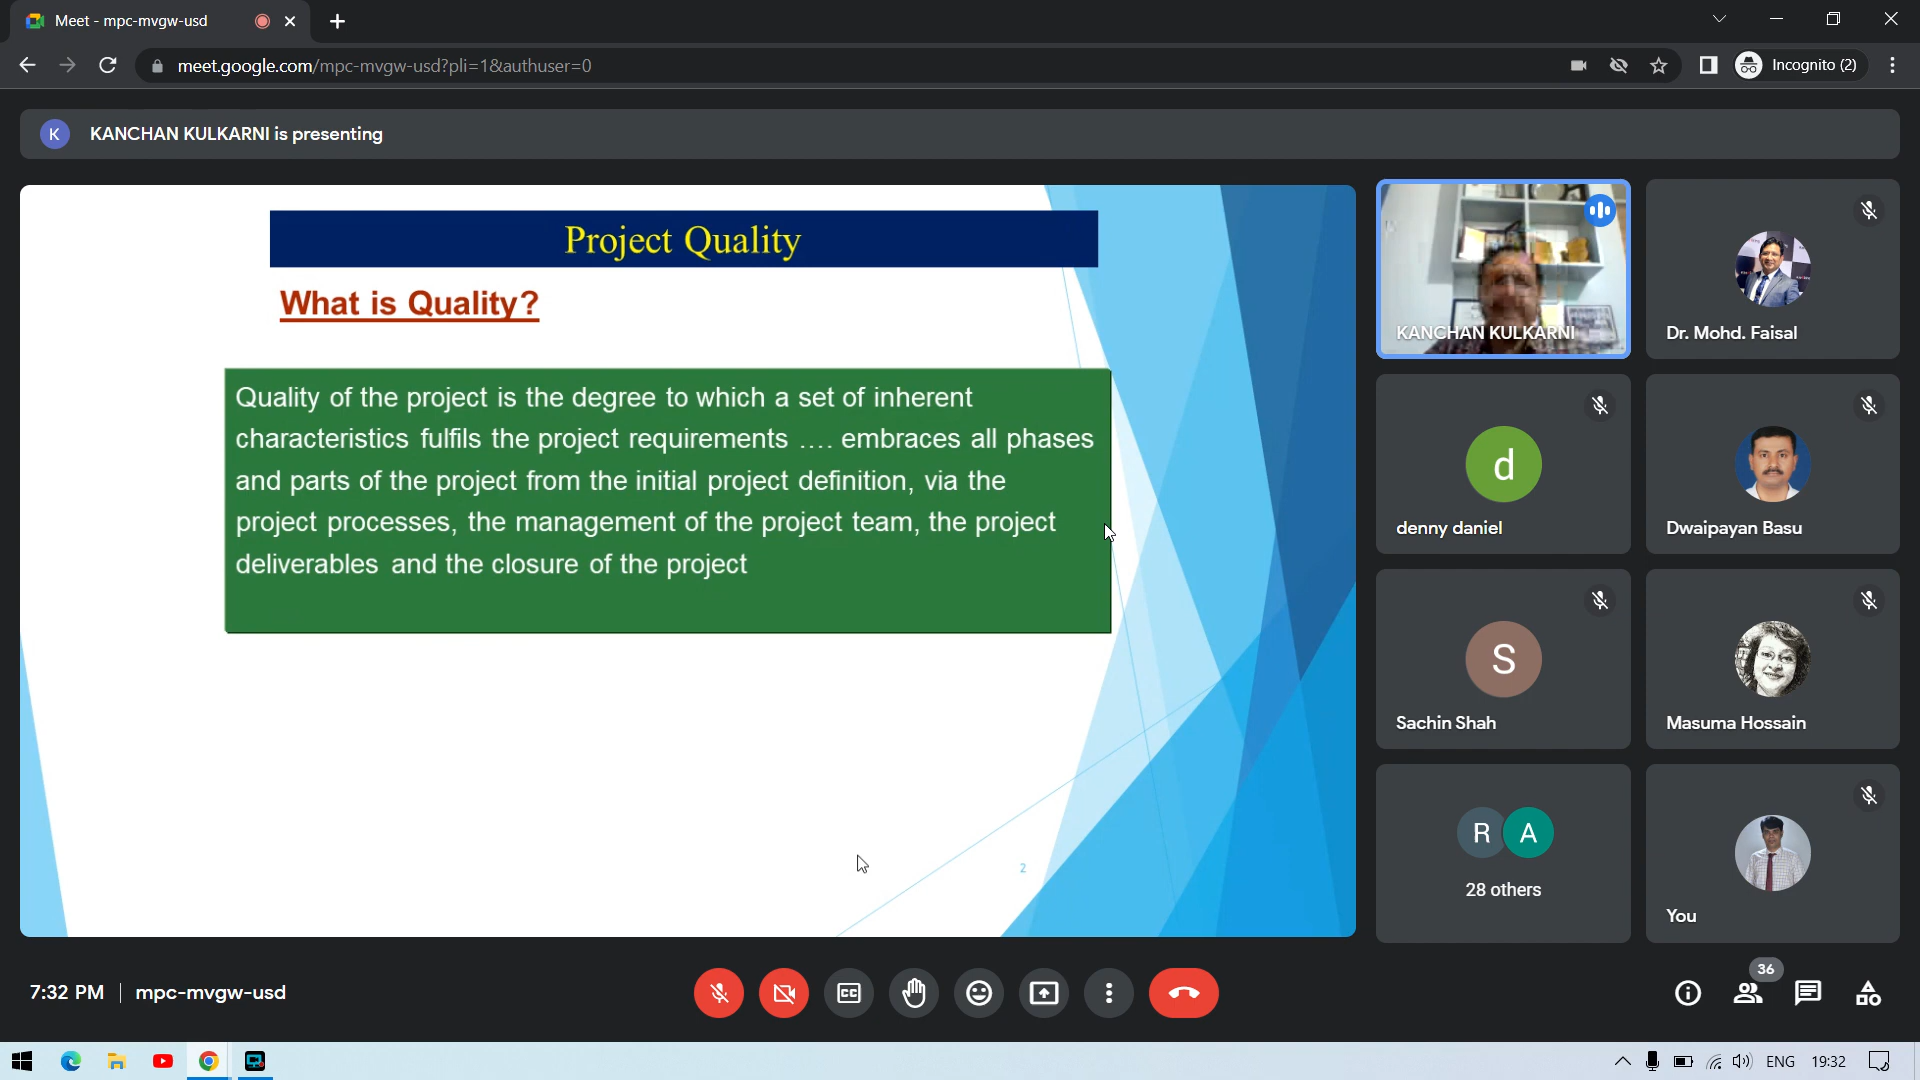 Meet - mpc-mvgw-usd
meet.google.com/mpc-mvgw-usd?pli=1&authuser=0
Incognito (2)
K
KANCHAN KULKARNI is presenting
Project Quality
What is Quality?
Quality of the project is the degree to which a set of inherent
characteristics fulfils the project requirements .... embraces all phases
and parts of the project from the initial project definition, via the
project processes, the management of the project team, the project
deliverables and the closure of the project
2
KANCHAN KULKARNI
Dr. Mohd. Faisal
d
denny daniel
Dwaipayan Basu
S
Sachin Shah
Masuma Hossain
R A
28 others
You
7:32 PM | mpc-mvgw-usd
CC
36
ENG 19:32